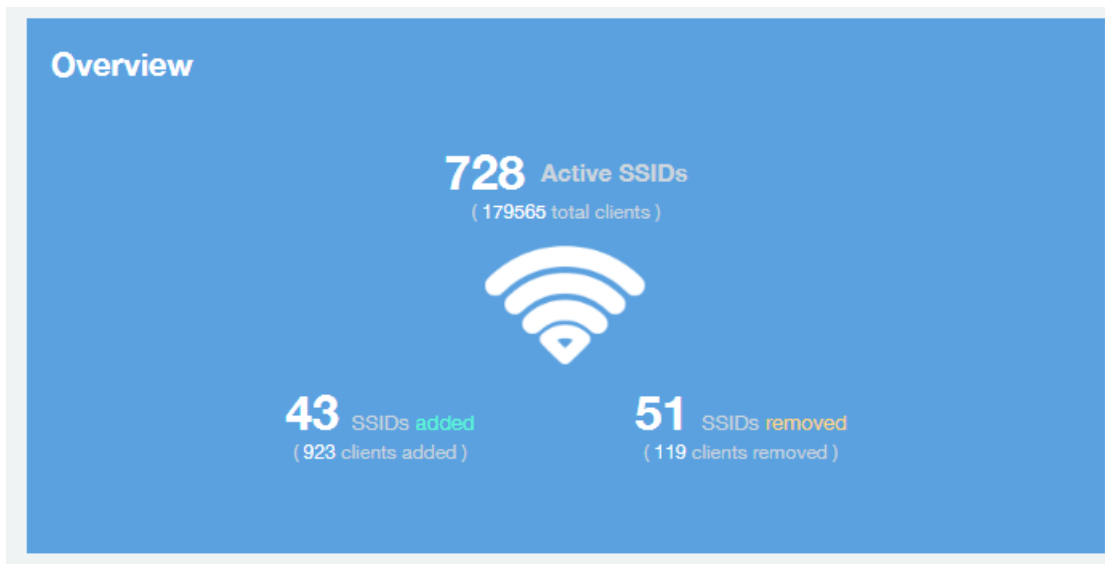 Overview
728 Active SSIDs
( 179565 total clients )
43 SSIDs added
( 923 clients added )
51 SSIDs removed
( 119 clients removed )